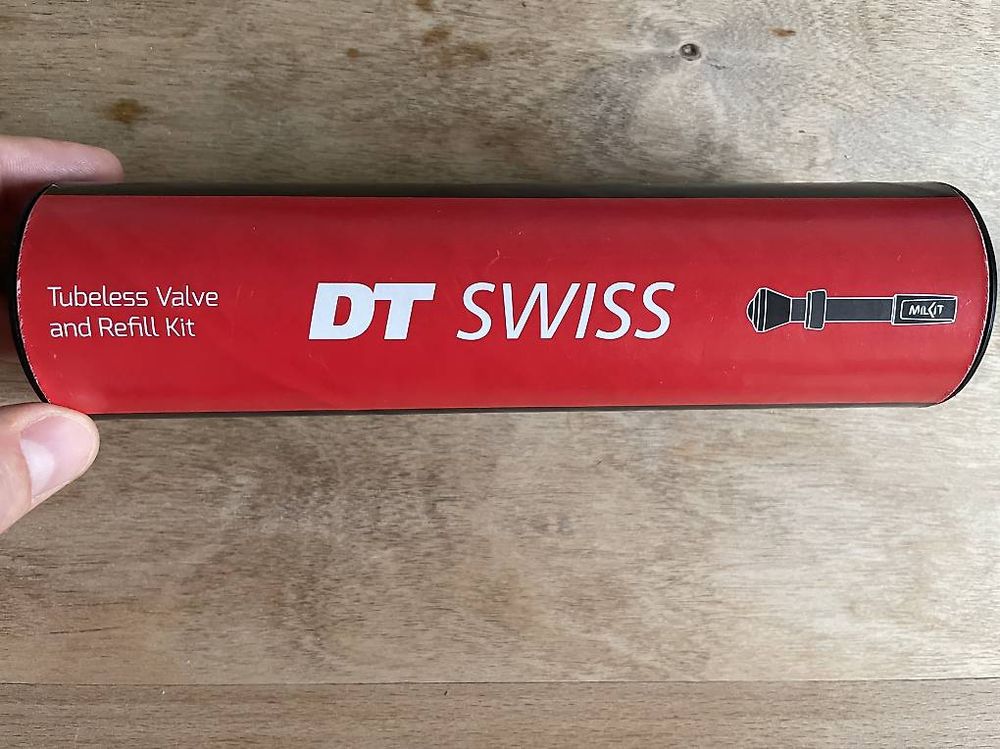 Tubeless Valve
and Refill Kit
DT SWISS
MILKIT